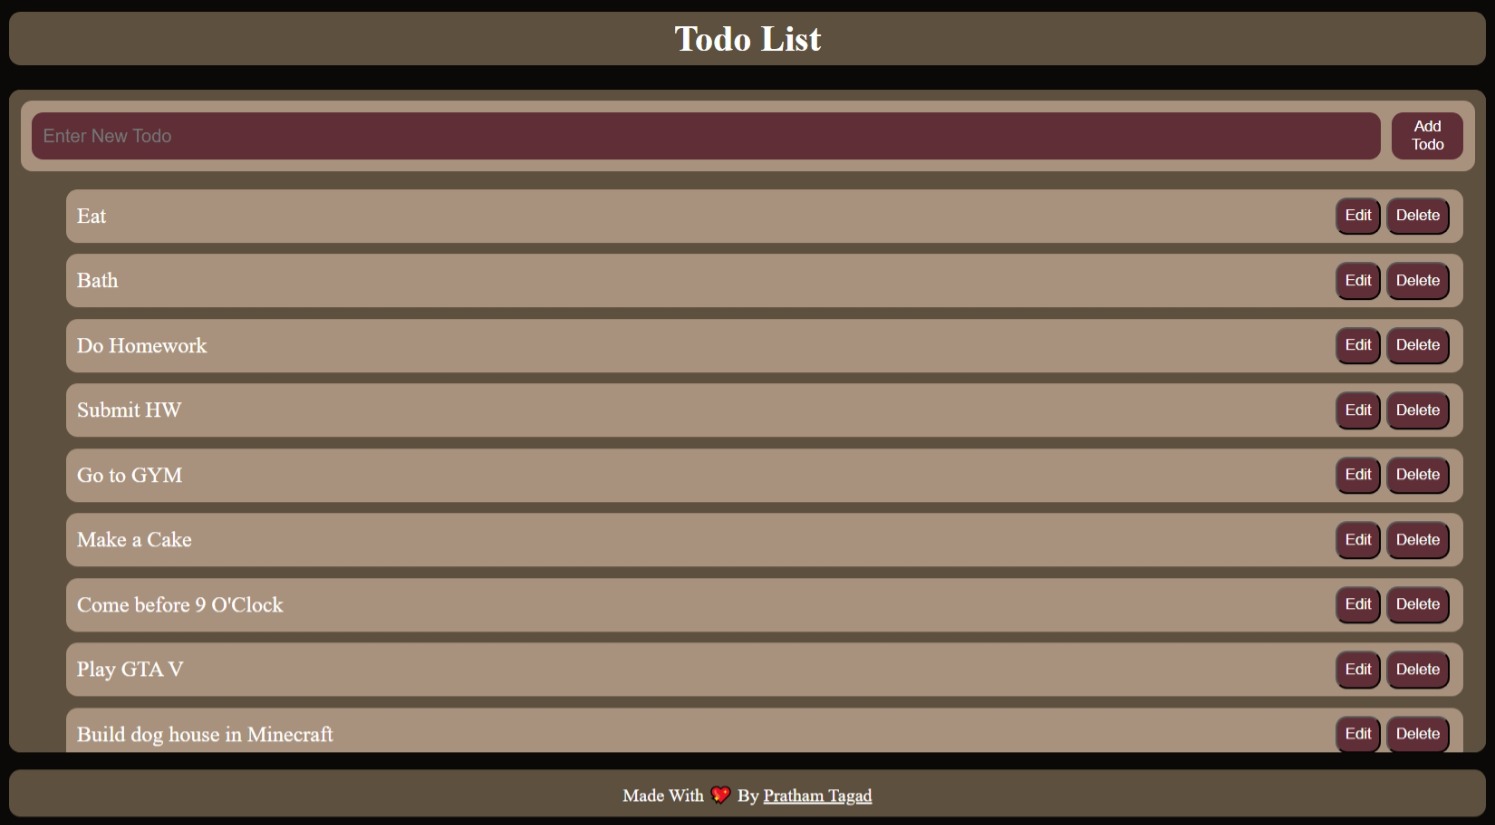 Todo List
Enter New Todo
Add
Todo
Eat Edit Delete
Bath Edit Delete
Do Homework Edit Delete
Submit HW Edit Delete
Go to GYM Edit Delete
Make a Cake Edit Delete
Come before 9 O'Clock Edit Delete
Play GTA V Edit Delete
Build dog house in Minecraft Edit Delete
Made With 💖 By Pratham Tagad